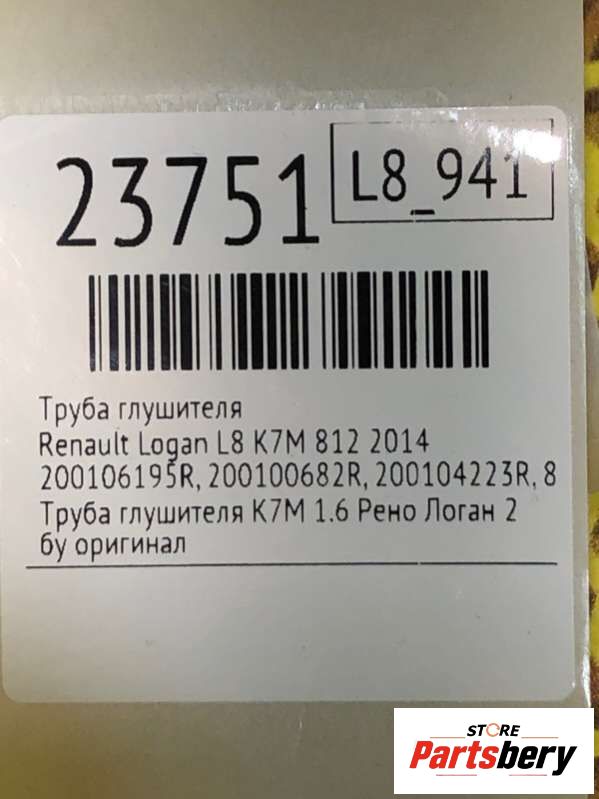 23751
L8_941
Труба глушителя
Renault Logan L8 K7M 812 2014
200106195R, 200100682R, 200104223R, 8
Труба глушителя K7M 1.6 Рено Логан 2
бу оригинал
STORE
Partsbery